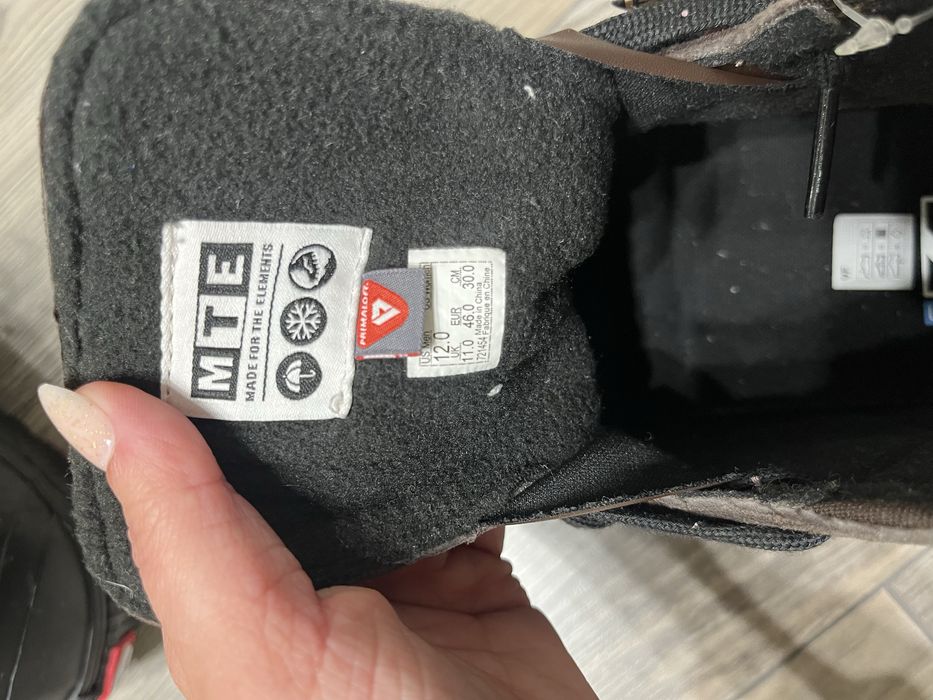 MTE
MADE FOR THE ELEMENTS
PRIMALOFT
US Men
12.0
UK EUR CM
11.0 46.0 30.0
721454 Made in China
Fabriqué en Chine